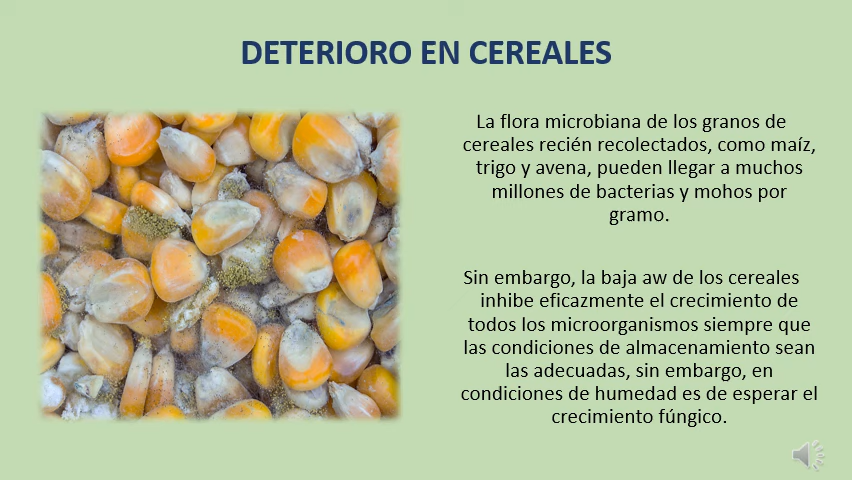 DETERIORO EN CEREALES
La flora microbiana de los granos de
cereales recién recolectados, como maíz,
trigo y avena, pueden llegar a muchos
millones de bacterias y mohos por
gramo.
Sin embargo, la baja aw de los cereales
inhibe eficazmente el crecimiento de
todos los microorganismos siempre que
las condiciones de almacenamiento sean
las adecuadas, sin embargo, en
condiciones de humedad es de esperar el
crecimiento fúngico.